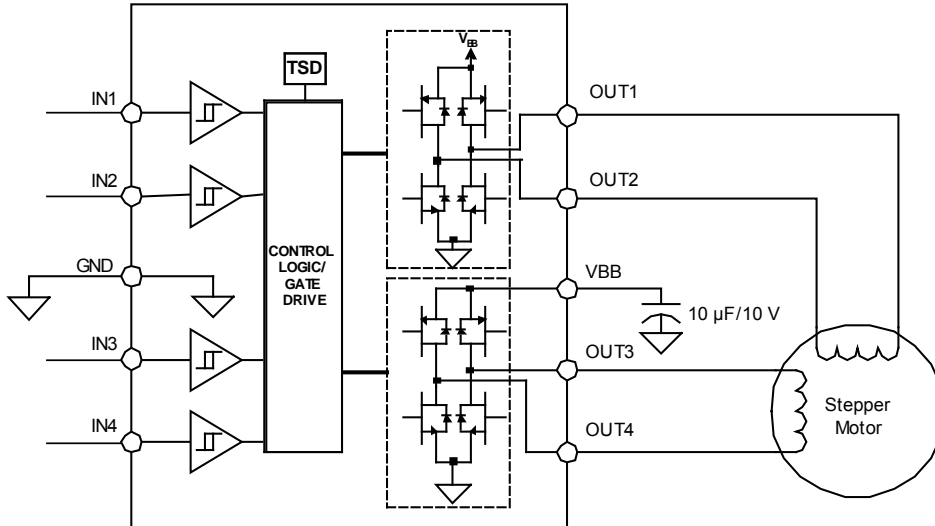 V_BB
TSD
IN1
OUT1
IN2
OUT2
CONTROL
LOGIC/
GATE
DRIVE
GND
VBB
10 µF/10 V
IN3
OUT3
Stepper
Motor
IN4
OUT4